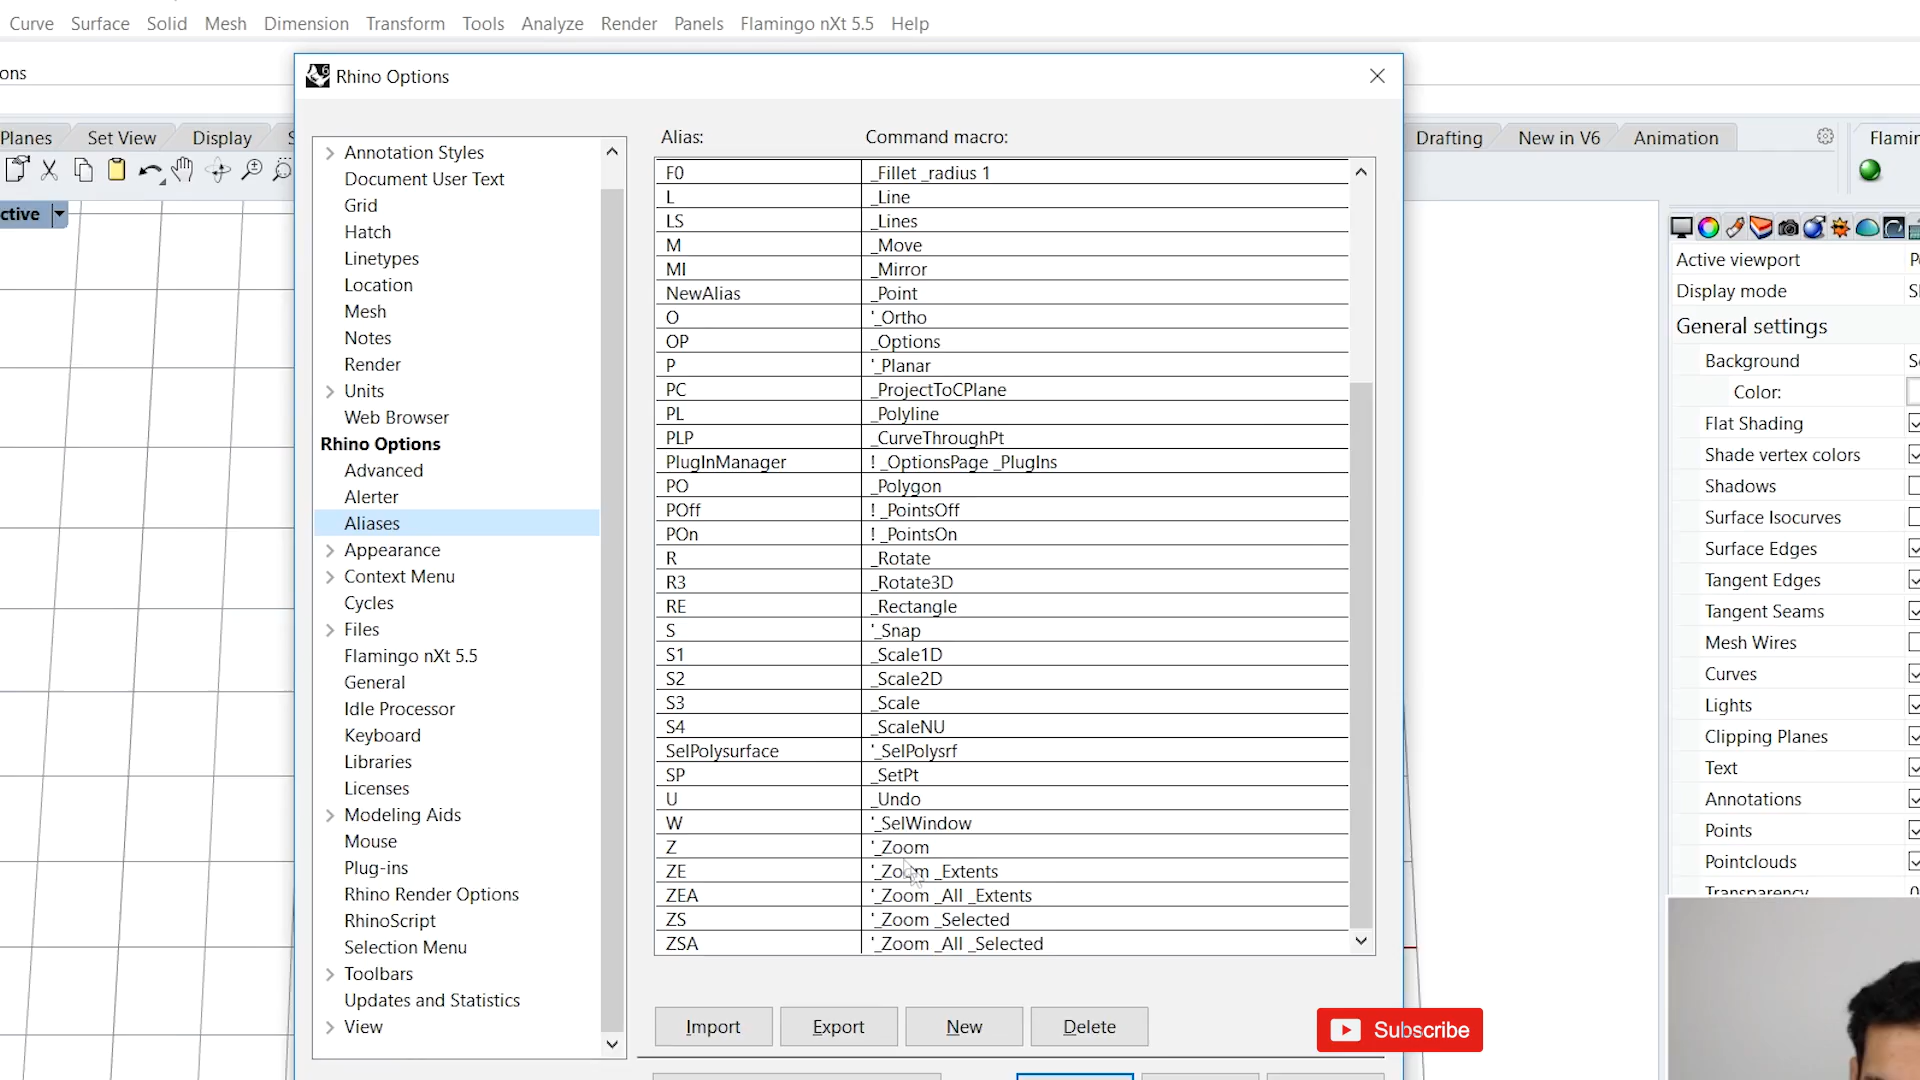 Curve Surface Solid Mesh Dimension Transform Tools Analyze Render Panels Flamingo nXt 5.5 Help
ons
Rhino Options
Planes Set View Display S
Drafting New in V6 Animation Flamin
ctive
Annotation Styles
Document User Text
Grid
Hatch
Linetypes
Location
Mesh
Notes
Render
Units
Web Browser
Rhino Options
Advanced
Alerter
Aliases
Appearance
Context Menu
Cycles
Files
Flamingo nXt 5.5
General
Idle Processor
Keyboard
Libraries
Licenses
Modeling Aids
Mouse
Plug-ins
Rhino Render Options
RhinoScript
Selection Menu
Toolbars
Updates and Statistics
View
Alias: Command macro:
F0 _Fillet _radius 1
L _Line
LS _Lines
M _Move
MI _Mirror
NewAlias _Point
O '_Ortho
OP _Options
P '_Planar
PC _ProjectToCPlane
PL _Polyline
PLP _CurveThroughPt
PlugInManager ! _OptionsPage _PlugIns
PO _Polygon
POff ! _PointsOff
POn ! _PointsOn
R _Rotate
R3 _Rotate3D
RE _Rectangle
S '_Snap
S1 _Scale1D
S2 _Scale2D
S3 _Scale
S4 _ScaleNU
SelPolysurface '_SelPolysrf
SP _SetPt
U _Undo
W '_SelWindow
Z '_Zoom
ZE '_Zoom _Extents
ZEA '_Zoom _All _Extents
ZS '_Zoom _Selected
ZSA '_Zoom _All _Selected
Import Export New Delete
Subscribe
Active viewport P
Display mode S
General settings
Background S
Color:
Flat Shading
Shade vertex colors
Shadows
Surface Isocurves
Surface Edges
Tangent Edges
Tangent Seams
Mesh Wires
Curves
Lights
Clipping Planes
Text
Annotations
Points
Pointclouds
Transparency 0